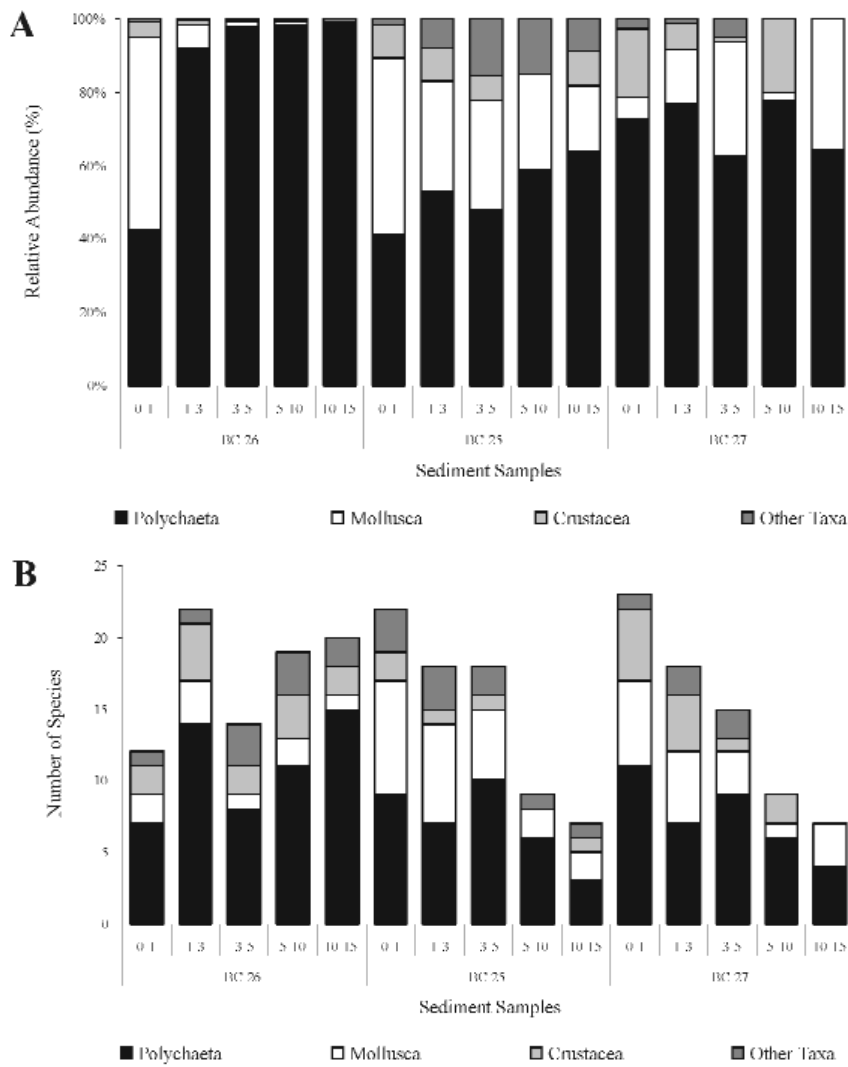 A
100%
80%
60%
40%
20%
0%
Relative Abundance (%)
0-1 1-3 3-5 5-10 10-15 0-1 1-3 3-5 5-10 10-15 0-1 1-3 3-5 5-10 10-15
BC 26 BC 25 BC 27
Sediment Samples
Polychaeta Mollusca Crustacea Other Taxa
B
25
20
15
10
5
0
Number of Species
0-1 1-3 3-5 5-10 10-15 0-1 1-3 3-5 5-10 10-15 0-1 1-3 3-5 5-10 10-15
BC 26 BC 25 BC 27
Sediment Samples
Polychaeta Mollusca Crustacea Other Taxa